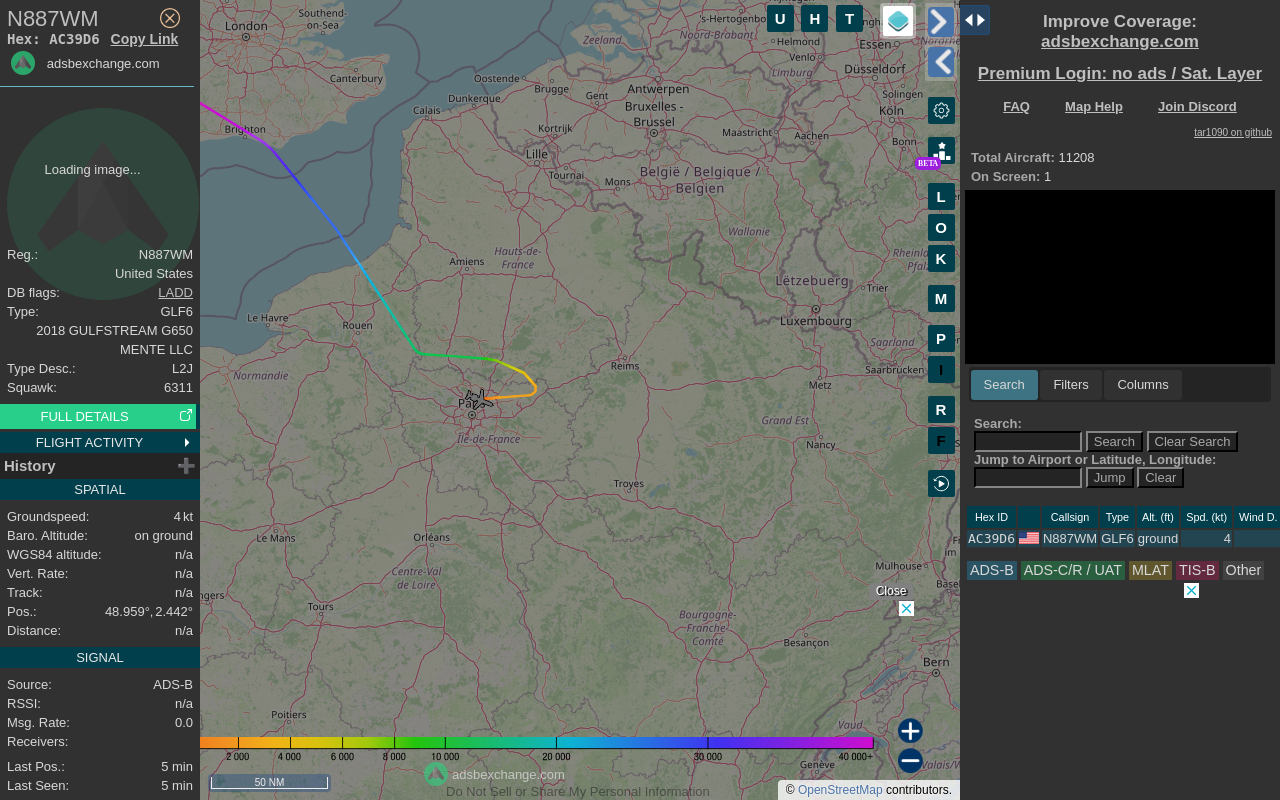 N887WM
Hex: AC39D6 Copy Link
adsbexchange.com
Loading image...
Reg.: N887WM
United States
DB flags: LADD
Type: GLF6
2018 GULFSTREAM G650
MENTE LLC
Type Desc.: L2J
Squawk: 6311
FULL DETAILS
FLIGHT ACTIVITY
History
SPATIAL
Groundspeed: 4 kt
Baro. Altitude: on ground
WGS84 altitude: n/a
Vert. Rate: n/a
Track: n/a
Pos.: 48.959°, 2.442°
Distance: n/a
SIGNAL
Source: ADS-B
RSSI: n/a
Msg. Rate: 0.0
Receivers:
Last Pos.: 5 min
Last Seen: 5 min
London
Southend-on-Sea
Canterbury
Brighton
Calais
Dunkerque
Oostende
Brugge
Gent
Zeeland
Antwerpen
Bruxelles - Brussel
's-Hertogenbo
Noord-Brabant
Helmond
Venlo
Limburg
Essen
Düsseldorf
Solingen
Köln
Bonn
Aachen
Maastricht
Kortrijk
Lille
Tournai
Mons
België / Belgique / Belgien
Wallonie
Lëtzebuerg
Luxembourg
Trier
Saarland
Saarbrücken
Hauts-de-France
Amiens
Le Havre
Rouen
Normandie
Reims
Metz
Grand Est
Nancy
Île-de-France
Troyes
Le Mans
Orléans
Centre-Val de Loire
Tours
Poitiers
Mulhouse
Bourgogne-Franche-Comté
Besançon
Bern
Vaud
Genève
U H T
BETA
L
O
K
M
P
I
R
F
Close
2 000 4 000 6 000 8 000 10 000 20 000 30 000 40 000+
50 NM
adsbexchange.com
Do Not Sell or Share My Personal Information
© OpenStreetMap contributors.
Improve Coverage:
adsbexchange.com
Premium Login: no ads / Sat. Layer
FAQ Map Help Join Discord
tar1090 on github
Total Aircraft: 11208
On Screen: 1
Search Filters Columns
Search:
Search Clear Search
Jump to Airport or Latitude, Longitude:
Jump Clear
Hex ID Callsign Type Alt. (ft) Spd. (kt) Wind D.
AC39D6 N887WM GLF6 ground 4
ADS-B ADS-C/R / UAT MLAT TIS-B Other